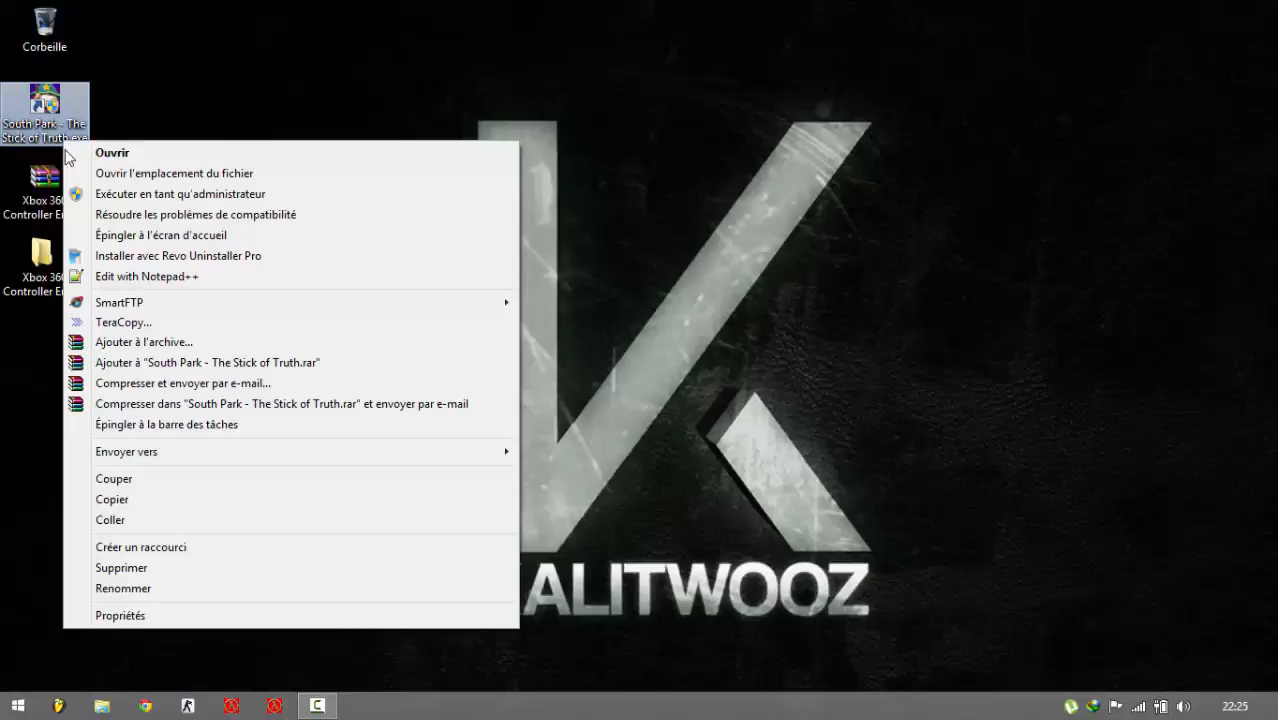 Corbeille
South Park - The
Stick of Truth.exe
Xbox 360
Controller E
Xbox 360
Controller E
Ouvrir
Ouvrir l'emplacement du fichier
Exécuter en tant qu'administrateur
Résoudre les problèmes de compatibilité
Épingler à l'écran d'accueil
Installer avec Revo Uninstaller Pro
Edit with Notepad++
SmartFTP
TeraCopy...
Ajouter à l'archive...
Ajouter à "South Park - The Stick of Truth.rar"
Compresser et envoyer par e-mail...
Compresser dans "South Park - The Stick of Truth.rar" et envoyer par e-mail
Épingler à la barre des tâches
Envoyer vers
Couper
Copier
Coller
Créer un raccourci
Supprimer
Renommer
Propriétés
ALITWOOZ
22:25